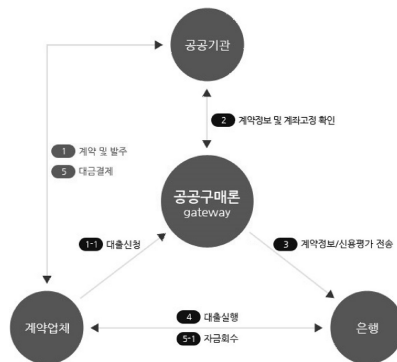 공공기관
2 계약정보 및 계좌고정 확인
1 계약 및 발주
5 대금결제
공공구매론
gateway
1-1 대출신청
3 계약정보/신용평가 전송
계약업체
4 대출실행
5-1 자금회수
은행